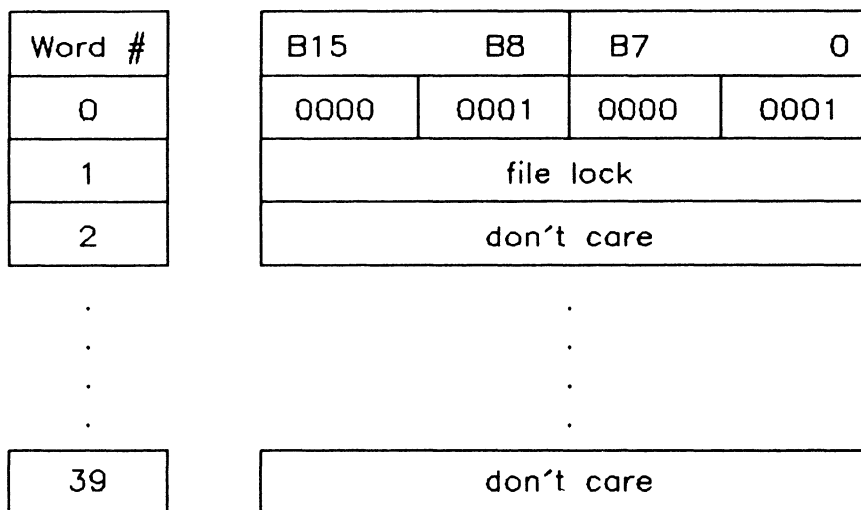 Word # B15 B8 B7 0
0 0000 0001 0000 0001
1 file lock
2 don't care
39 don't care